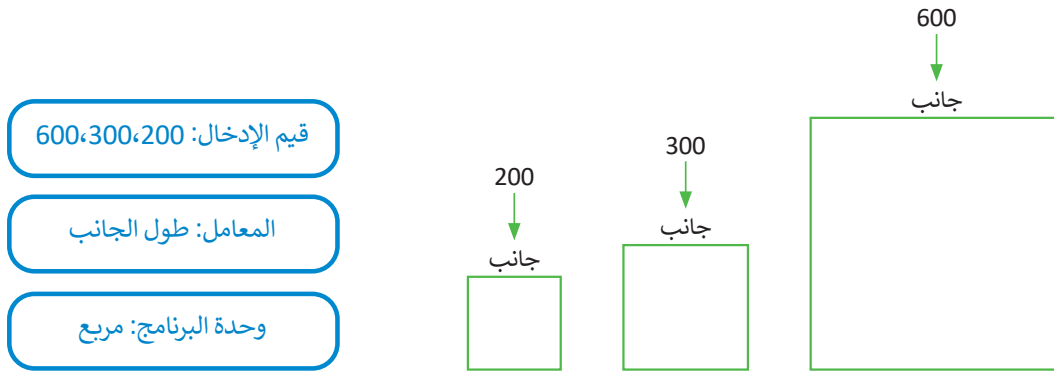 قيم الإدخال: 200،‏300،‏600
المعامل: طول الجانب
وحدة البرنامج: مربع
600
جانب
300
جانب
200
جانب